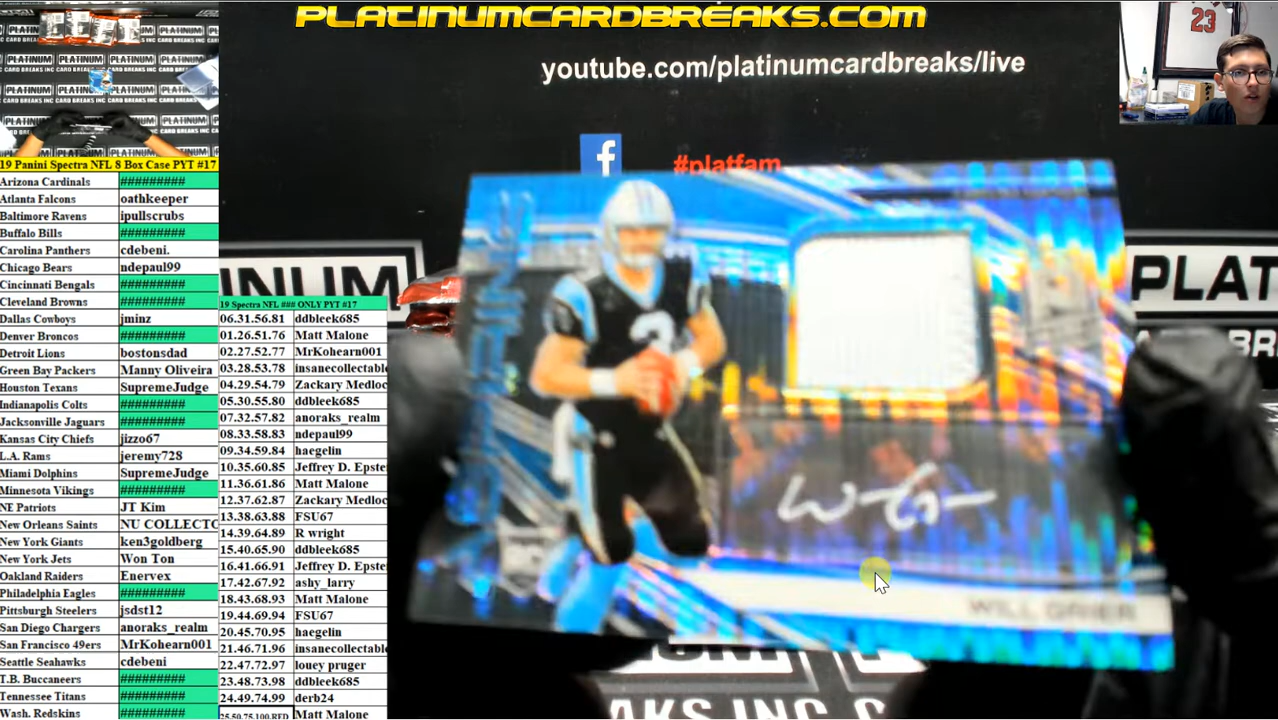 PLATINUMCARDBREAKS.COM
youtube.com/platinumcardbreaks/live
#platfam
23
19 Panini Spectra NFL 8 Box Case PYT #17
Arizona Cardinals #########
Atlanta Falcons oathkeeper
Baltimore Ravens ipullscrubs
Buffalo Bills #########
Carolina Panthers cdebeni.
Chicago Bears ndepaul99
Cincinnati Bengals #########
Cleveland Browns #########
Dallas Cowboys jminz
Denver Broncos #########
Detroit Lions bostonsdad
Green Bay Packers Manny Oliveira
Houston Texans SupremeJudge
Indianapolis Colts #########
Jacksonville Jaguars #########
Kansas City Chiefs jizzo67
L.A. Rams jeremy728
Miami Dolphins SupremeJudge
Minnesota Vikings #########
NE Patriots JT Kim
New Orleans Saints NU COLLECTO
New York Giants ken3goldberg
New York Jets Won Ton
Oakland Raiders Enervex
Philadelphia Eagles #########
Pittsburgh Steelers jsdst12
San Diego Chargers anoraks_realm
San Francisco 49ers MrKohearn001
Seattle Seahawks cdebeni
T.B. Buccaneers #########
Tennessee Titans #########
Wash. Redskins #########
19 Spectra NFL ### ONLY PYT #17
06.31.56.81 ddbleek685
01.26.51.76 Matt Malone
02.27.52.77 MrKohearn001
03.28.53.78 insanecollectable
04.29.54.79 Zackary Medloc
05.30.55.80 ddbleek685
07.32.57.82 anoraks_realm
08.33.58.83 ndepaul99
09.34.59.84 haegelin
10.35.60.85 Jeffrey D. Epste
11.36.61.86 Matt Malone
12.37.62.87 Zackary Medloc
13.38.63.88 FSU67
14.39.64.89 R wright
15.40.65.90 ddbleek685
16.41.66.91 Jeffrey D. Epste
17.42.67.92 ashy_larry
18.43.68.93 Matt Malone
19.44.69.94 FSU67
20.45.70.95 haegelin
21.46.71.96 insanecollectable
22.47.72.97 louey pruger
23.48.73.98 ddbleek685
24.49.74.99 derb24
25.50.75.100.RED Matt Malone
INUM
PLAT
WILL GRIER